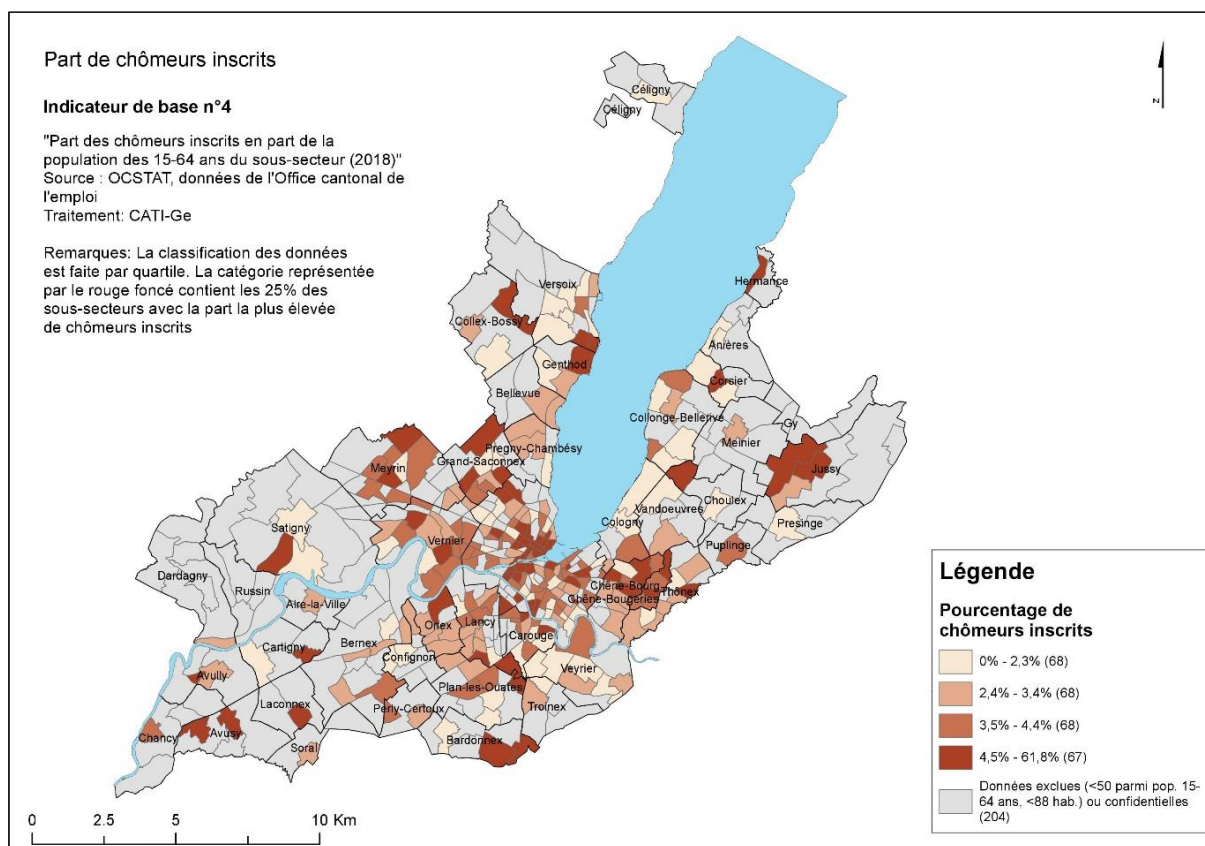 Part de chômeurs inscrits
Indicateur de base n°4
"Part des chômeurs inscrits en part de la
population des 15-64 ans du sous-secteur (2018)"
Source : OCSTAT, données de l'Office cantonal de
l'emploi
Traitement: CATI-Ge
Remarques: La classification des données
est faite par quartile. La catégorie représentée
par le rouge foncé contient les 25% des
sous-secteurs avec la part la plus élevée
de chômeurs inscrits
N
Céligny
Céligny
Hermance
Versoix
Collex-Bossy
Anières
Genthod
Corsier
Bellevue
Collonge-Bellerive
Gy
Meinier
Pregny-Chambésy
Grand-Saconnex
Meyrin
Jussy
Choulex
Vandoeuvres
Cologny
Presinge
Satigny
Vernier
Puplinge
Dardagny
Russin
Chêne-Bourg
Thônex
Chêne-Bougeries
Aire-la-Ville
Onex
Lancy
Carouge
Cartigny
Bernex
Confignon
Veyrier
Avully
Plan-les-Ouates
Laconnex
Perly-Certoux
Troinex
Chancy
Avusy
Soral
Bardonnex
0 2.5 5 10 Km
Légende
Pourcentage de
chômeurs inscrits
0% - 2,3% (68)
2,4% - 3,4% (68)
3,5% - 4,4% (68)
4,5% - 61,8% (67)
Données exclues (<50 parmi pop. 15-
64 ans, <88 hab.) ou confidentielles
(204)